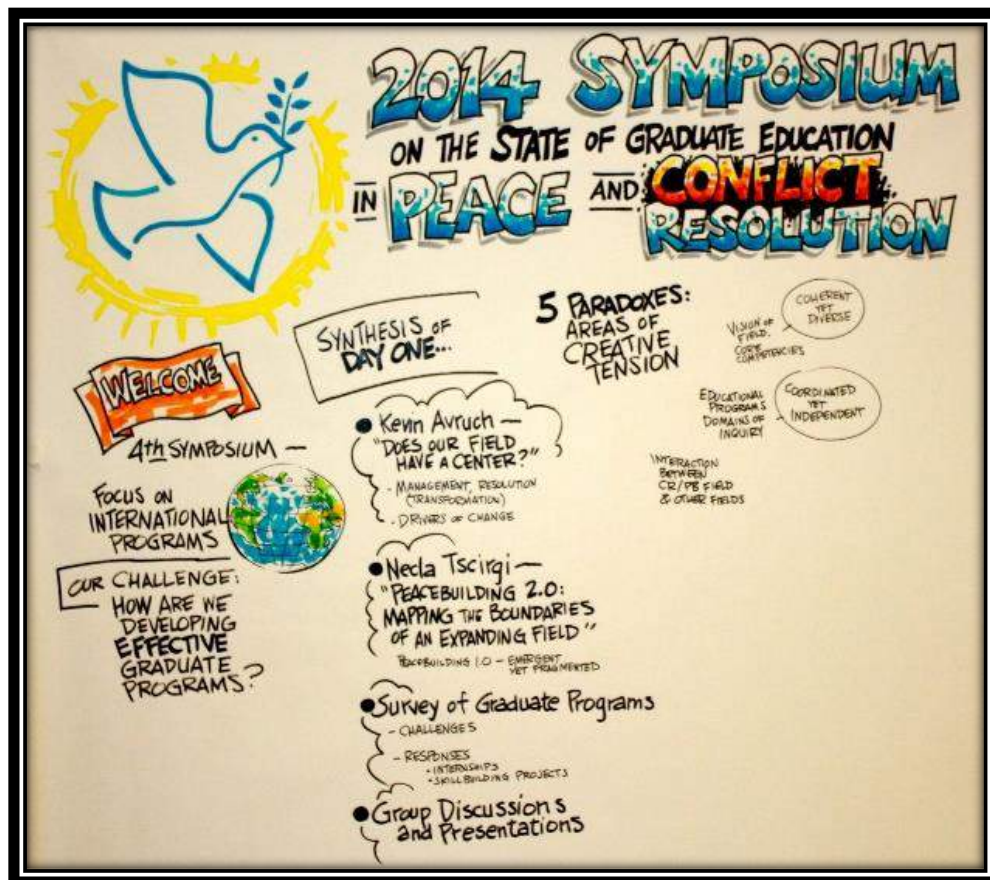 2014 SYMPOSIUM
ON THE STATE OF GRADUATE EDUCATION
IN PEACE AND CONFLICT
RESOLUTION
WELCOME
4th SYMPOSIUM —
FOCUS ON
INTERNATIONAL
PROGRAMS
OUR CHALLENGE:
HOW ARE WE
DEVELOPING
EFFECTIVE
GRADUATE
PROGRAMS?
SYNTHESIS OF
DAY ONE...
• Kevin Avruch —
"DOES OUR FIELD
HAVE A CENTER?"
- MANAGEMENT, RESOLUTION
(TRANSFORMATION)
- DRIVERS OF CHANGE
• Necla Tscirgi —
"PEACEBUILDING 2.0:
MAPPING THE BOUNDARIES
OF AN EXPANDING FIELD"
PEACEBUILDING 1.0 — EMERGENT
YET FRAGMENTED
• Survey of Graduate Programs
- CHALLENGES
- RESPONSES
• INTERNSHIPS
• SKILLBUILDING PROJECTS
• Group Discussions
and Presentations
5 PARADOXES:
AREAS OF
CREATIVE
TENSION
VISION OF
FIELD.
CORE
COMPETENCIES
COHERENT
YET
DIVERSE
EDUCATIONAL
PROGRAMS
DOMAINS OF
INQUIRY
COORDINATED
YET
INDEPENDENT
INTERACTION
BETWEEN
CR/PB FIELD
& OTHER FIELDS